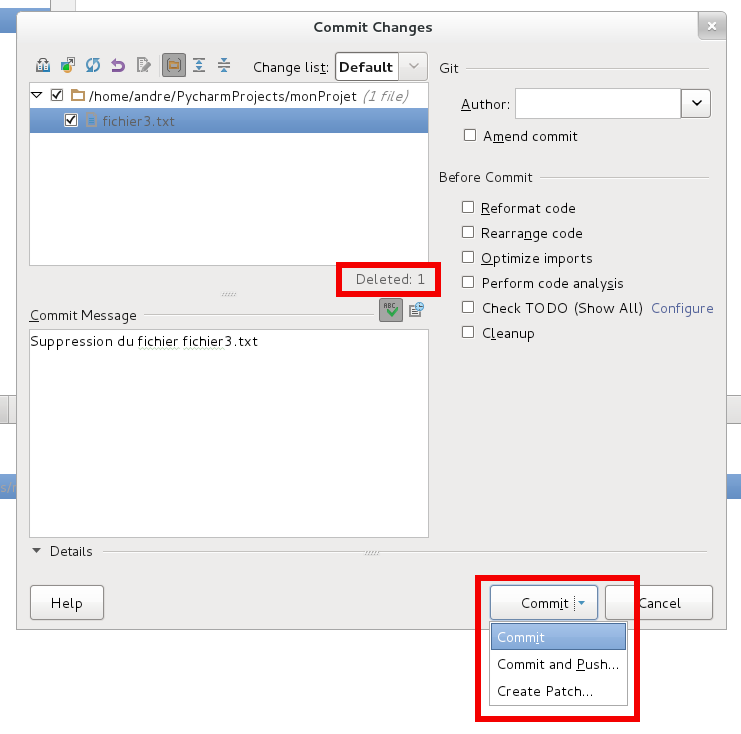 Commit Changes
Change list: Default
/home/andre/PycharmProjects/monProjet (1 file)
fichier3.txt
Deleted: 1
Commit Message
ABC
Suppression du fichier fichier3.txt
Git
Author:
Amend commit
Before Commit
Reformat code
Rearrange code
Optimize imports
Perform code analysis
Check TODO (Show All) Configure
Cleanup
Details
Help
Commit
Cancel
Commit
Commit and Push...
Create Patch...